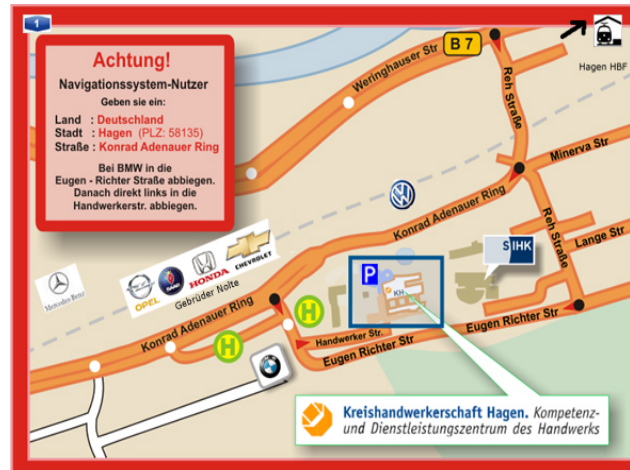 1
Achtung!
Navigationssystem-Nutzer
Geben sie ein:
Land : Deutschland
Stadt : Hagen (PLZ: 58135)
Straße : Konrad Adenauer Ring
Bei BMW in die
Eugen - Richter Straße abbiegen.
Danach direkt links in die
Handwerkerstr. abbiegen.
Weringhauser Str
B 7
Hagen HBF
Reh Straße
Minerva Str
Konrad Adenauer Ring
Reh Straße
Lange Str
SIHK
Mercedes-Benz
OPEL
SAAB
HONDA
CHEVROLET
Gebrüder Nolte
P
KH
Konrad Adenauer Ring
H
H
Handwerker Str.
Eugen Richter Str
Eugen Richter Str
BMW
Kreishandwerkerschaft Hagen. Kompetenz-
und Dienstleistungszentrum des Handwerks